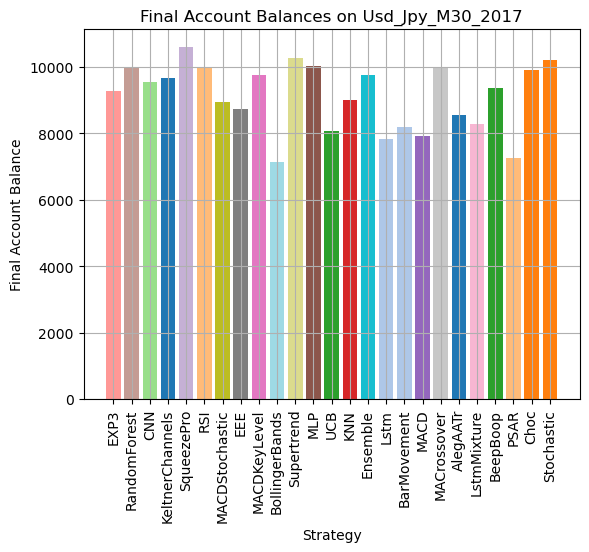 Final Account Balances on Usd_Jpy_M30_2017
Final Account Balance
10000
8000
6000
4000
2000
0
EXP3
RandomForest
CNN
KeltnerChannels
SqueezePro
RSI
MACDStochastic
EEE
MACDKeyLevel
BollingerBands
Supertrend
MLP
UCB
KNN
Ensemble
Lstm
BarMovement
MACD
MACrossover
AlegAATr
LstmMixture
BeepBoop
PSAR
Choc
Stochastic
Strategy